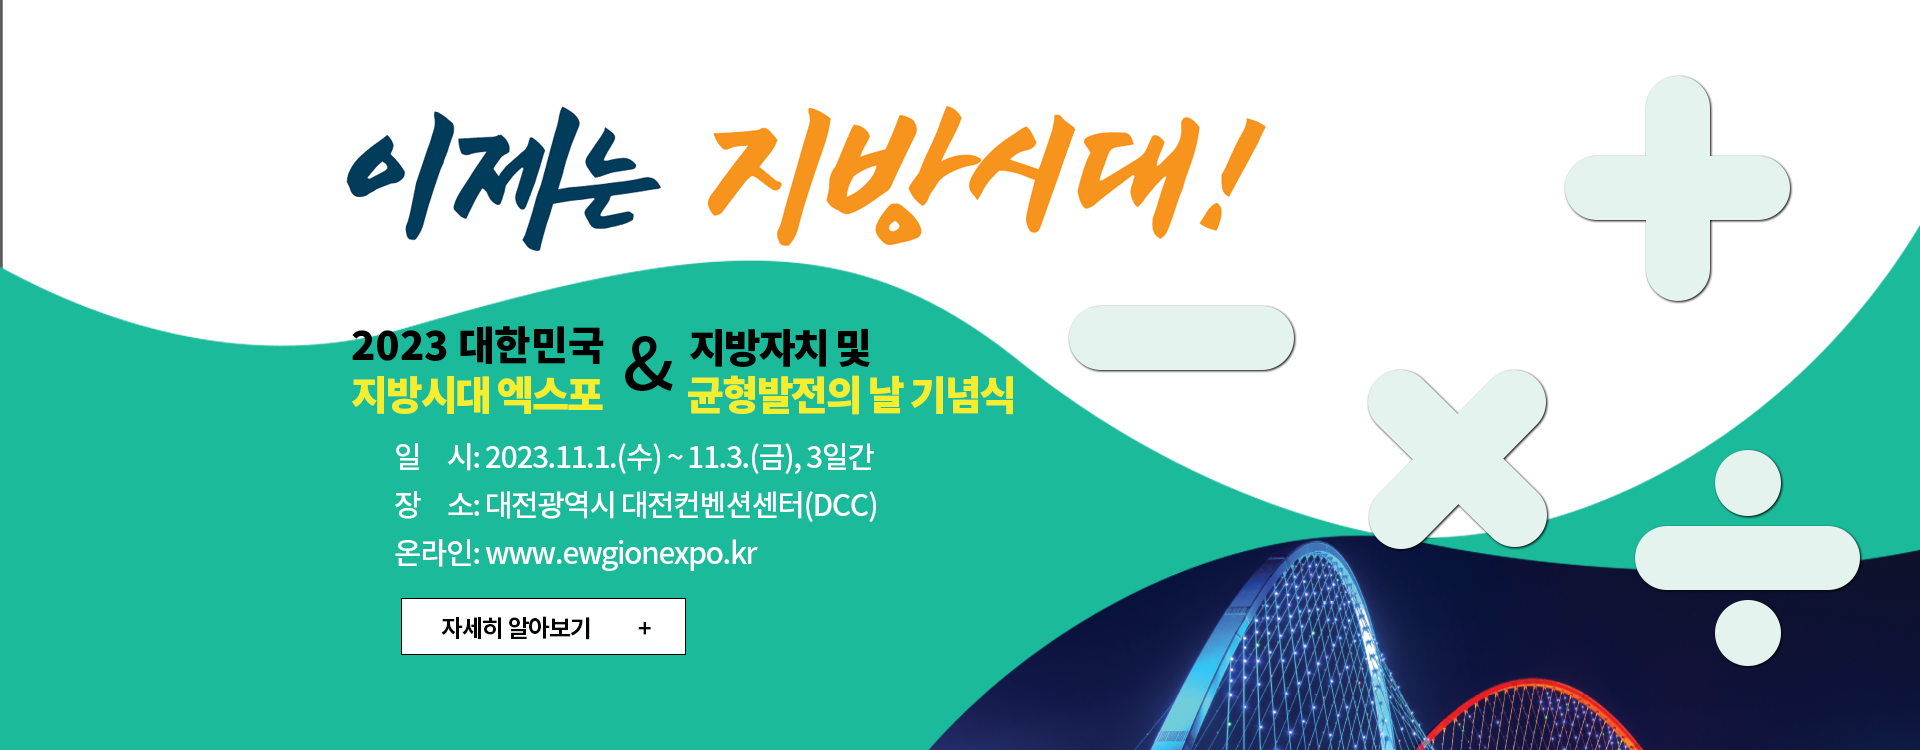 이제는 지방시대!
2023 대한민국
지방시대 엑스포
&
지방자치 및
균형발전의 날 기념식
일 시: 2023.11.1.(수) ~ 11.3.(금), 3일간
장 소: 대전광역시 대전컨벤션센터(DCC)
온라인: www.ewgionexpo.kr
자세히 알아보기 +